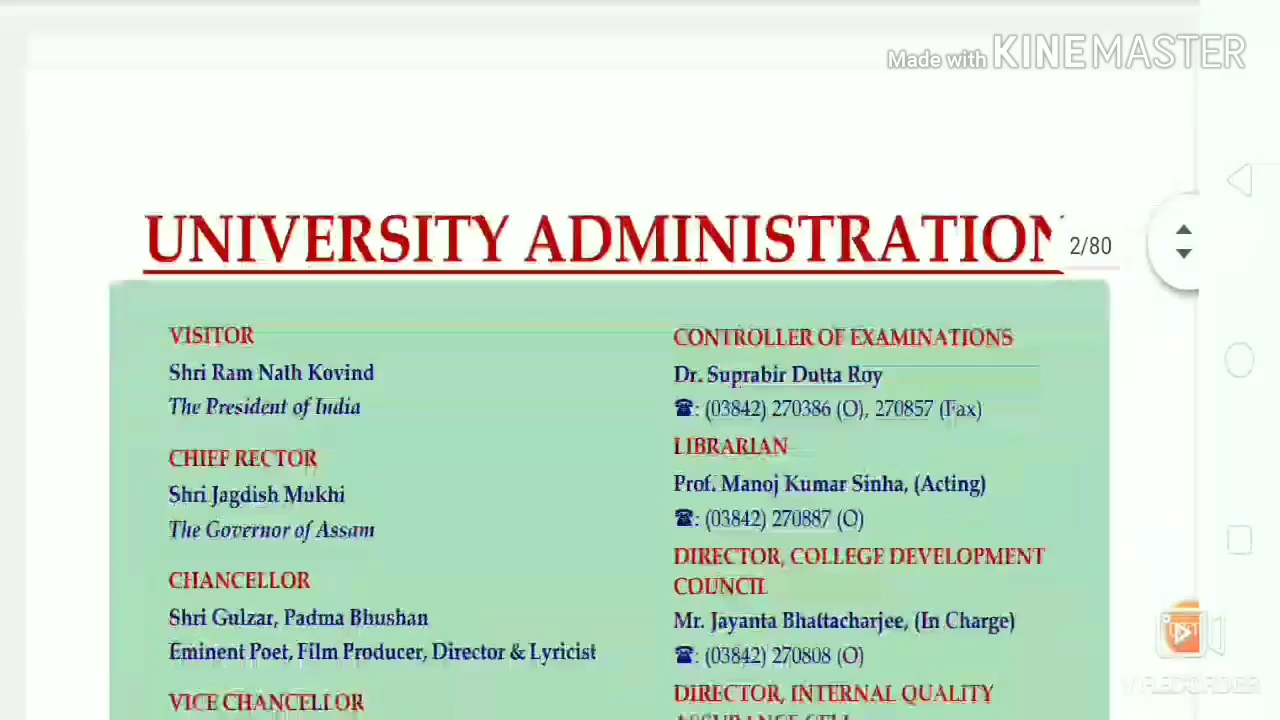 Made with KINEMASTER
UNIVERSITY ADMINISTRATION
2/80
VISITOR
Shri Ram Nath Kovind
The President of India
CHIEF RECTOR
Shri Jagdish Mukhi
The Governor of Assam
CHANCELLOR
Shri Gulzar, Padma Bhushan
Eminent Poet, Film Producer, Director & Lyricist
VICE CHANCELLOR
CONTROLLER OF EXAMINATIONS
Dr. Suprabir Dutta Roy
☎: (03842) 270386 (O), 270857 (Fax)
LIBRARIAN
Prof. Manoj Kumar Sinha, (Acting)
☎: (03842) 270887 (O)
DIRECTOR, COLLEGE DEVELOPMENT
COUNCIL
Mr. Jayanta Bhattacharjee, (In Charge)
☎: (03842) 270808 (O)
DIRECTOR, INTERNAL QUALITY
ASSURANCE CELL
V RECORDER